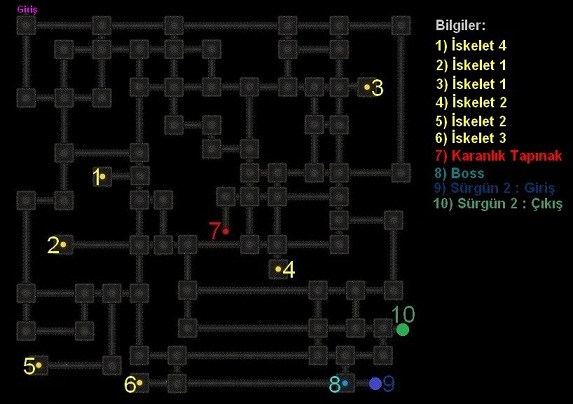 Giriş
Bilgiler:
1) İskelet 4
2) İskelet 1
3) İskelet 1
4) İskelet 2
5) İskelet 2
6) İskelet 3
7) Karanlık Tapınak
8) Boss
9) Sürgün 2 : Giriş
10) Sürgün 2 : Çıkış
3
1
7
2
4
10
5
6
8
9